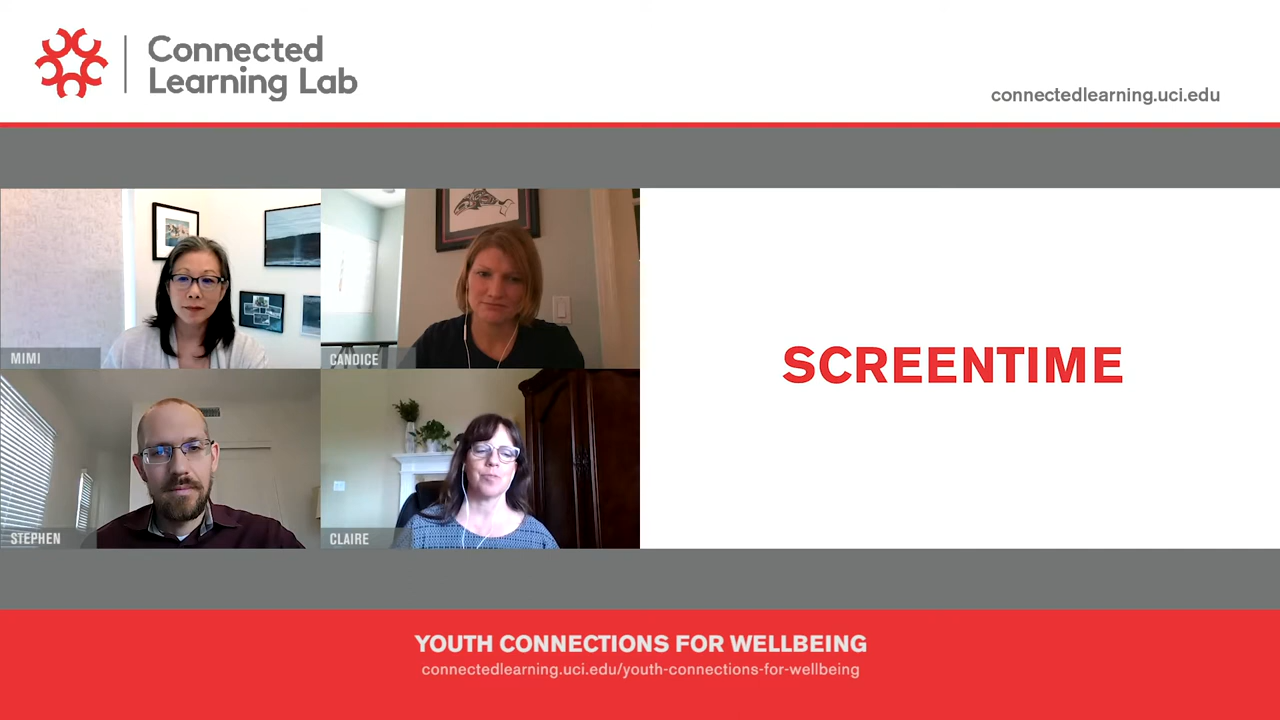 Connected
Learning Lab
connectedlearning.uci.edu
MIMI
CANDICE
STEPHEN
CLAIRE
SCREENTIME
YOUTH CONNECTIONS FOR WELLBEING
connectedlearning.uci.edu/youth-connections-for-wellbeing